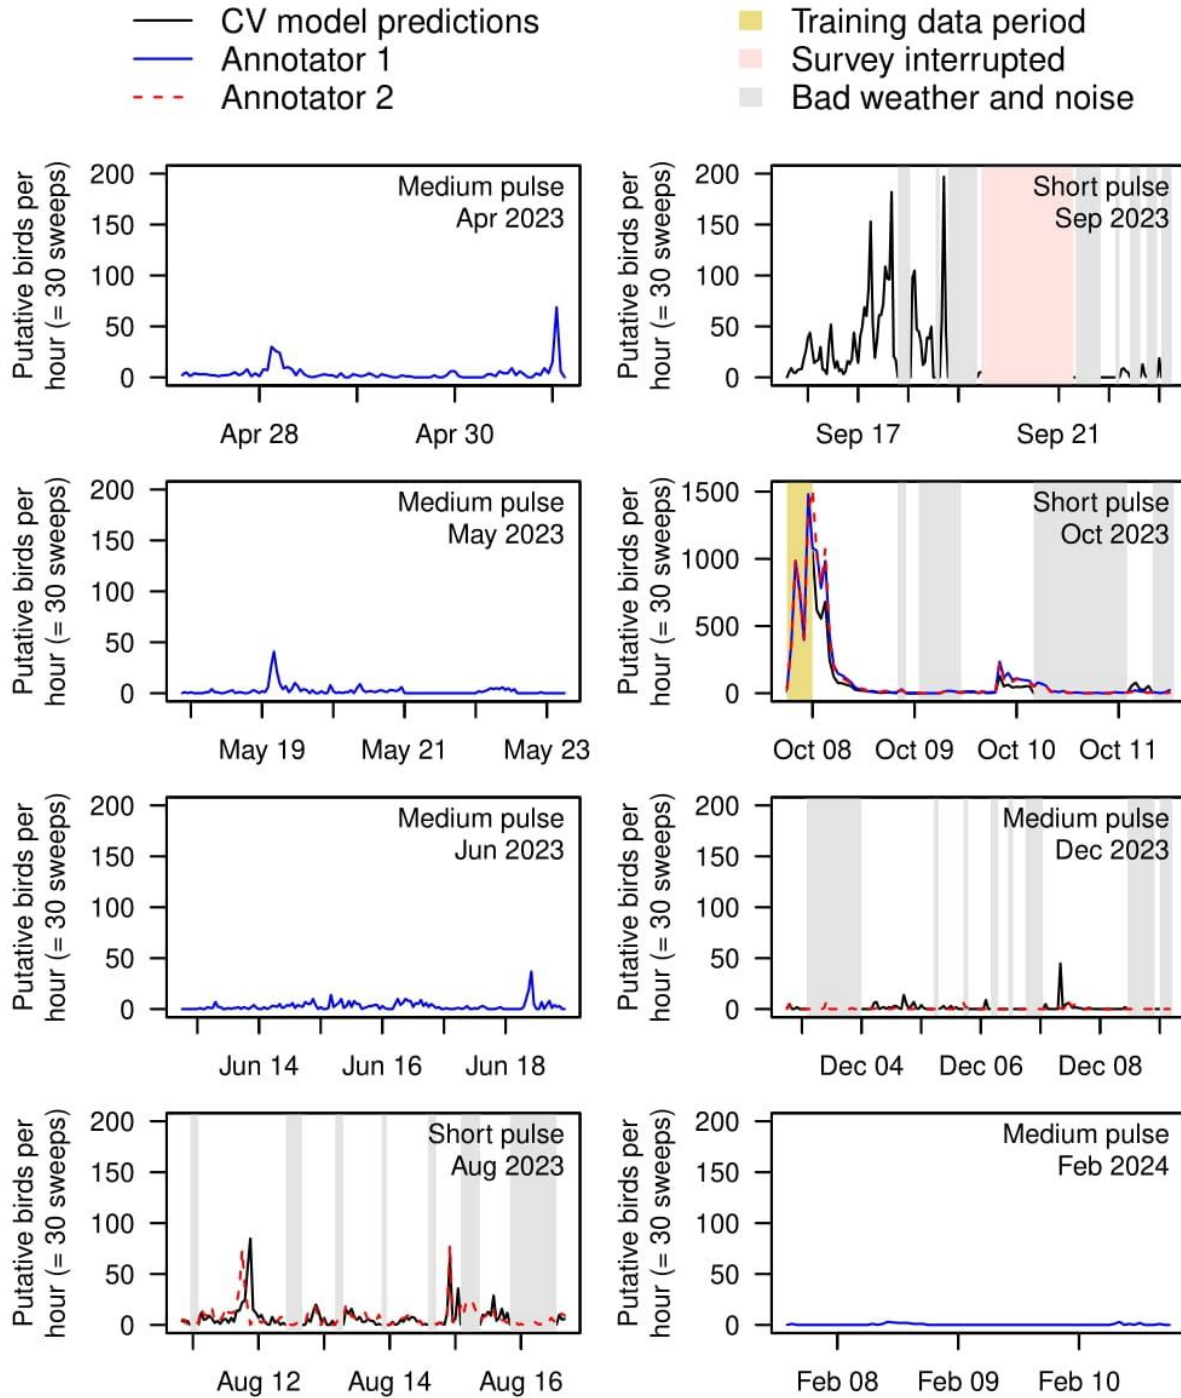 CV model predictions
Annotator 1
Annotator 2
Training data period
Survey interrupted
Bad weather and noise
Putative birds per
hour (= 30 sweeps)
200
150
100
50
0
Medium pulse
Apr 2023
Apr 28
Apr 30
Putative birds per
hour (= 30 sweeps)
200
150
100
50
0
Short pulse
Sep 2023
Sep 17
Sep 21
Putative birds per
hour (= 30 sweeps)
200
150
100
50
0
Medium pulse
May 2023
May 19
May 21
May 23
Putative birds per
hour (= 30 sweeps)
1500
1000
500
0
Short pulse
Oct 2023
Oct 08
Oct 09
Oct 10
Oct 11
Putative birds per
hour (= 30 sweeps)
200
150
100
50
0
Medium pulse
Jun 2023
Jun 14
Jun 16
Jun 18
Putative birds per
hour (= 30 sweeps)
200
150
100
50
0
Medium pulse
Dec 2023
Dec 04
Dec 06
Dec 08
Putative birds per
hour (= 30 sweeps)
200
150
100
50
0
Short pulse
Aug 2023
Aug 12
Aug 14
Aug 16
Putative birds per
hour (= 30 sweeps)
200
150
100
50
0
Medium pulse
Feb 2024
Feb 08
Feb 09
Feb 10